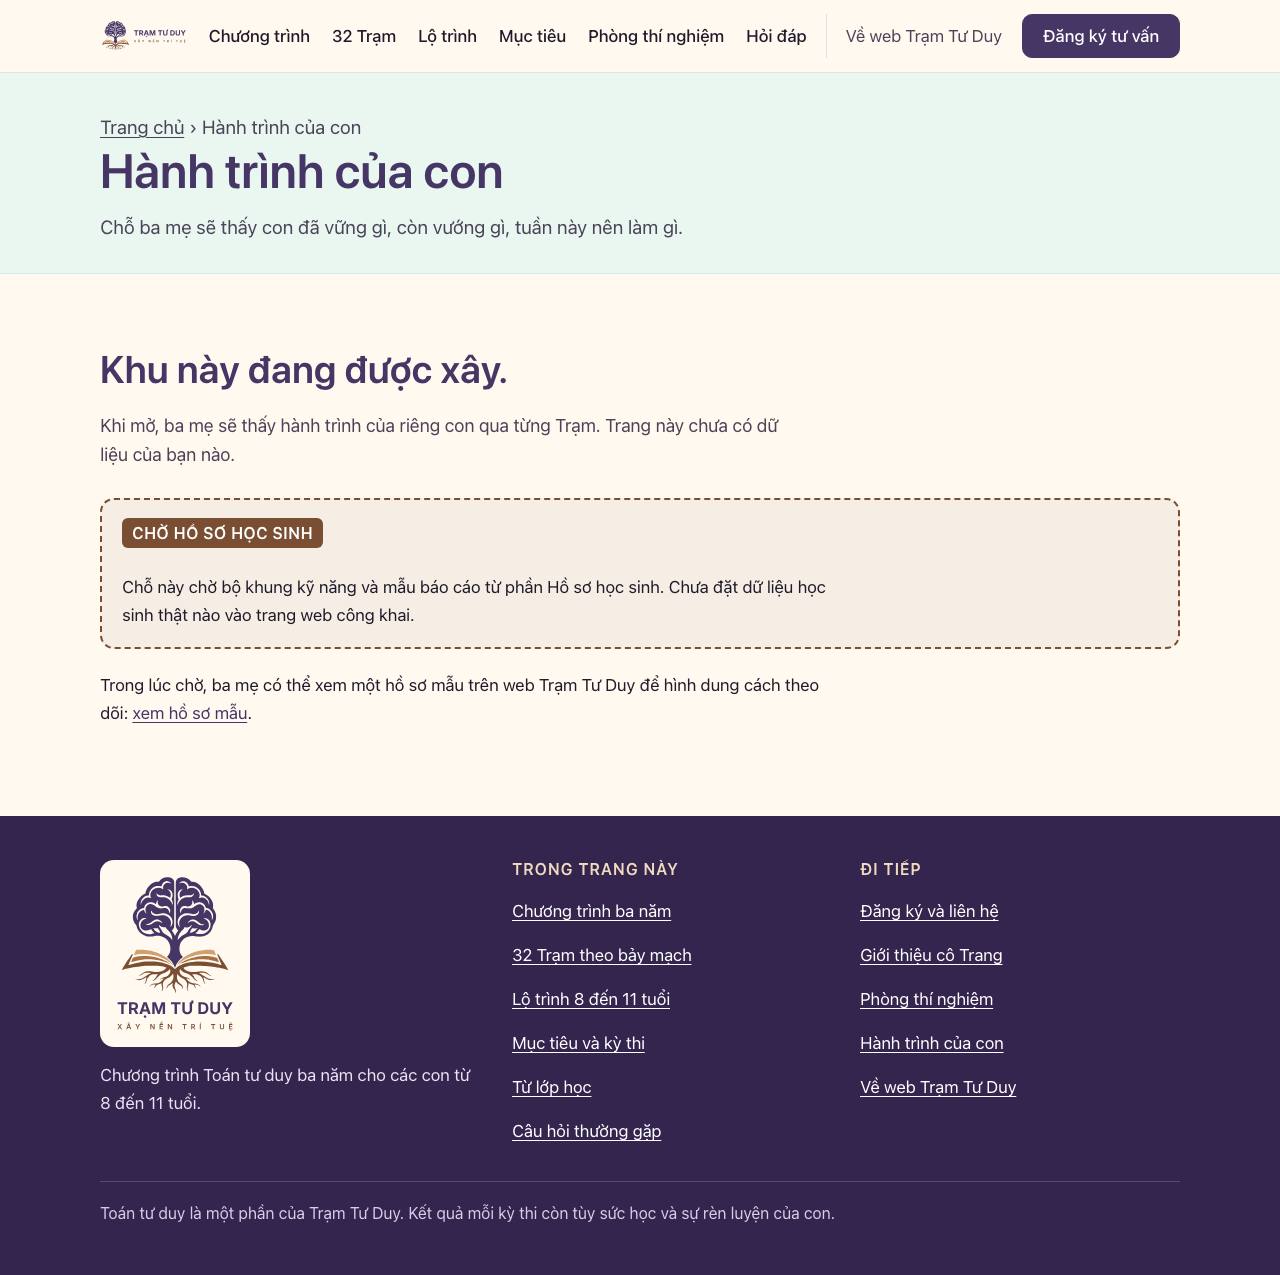 TRẠM TƯ DUY
XÂY NỀN TRÍ TUỆ
Chương trình
32 Trạm
Lộ trình
Mục tiêu
Phòng thí nghiệm
Hỏi đáp
Về web Trạm Tư Duy
Đăng ký tư vấn
Trang chủ › Hành trình của con
Hành trình của con
Chỗ ba mẹ sẽ thấy con đã vững gì, còn vướng gì, tuần này nên làm gì.
Khu này đang được xây.
Khi mở, ba mẹ sẽ thấy hành trình của riêng con qua từng Trạm. Trang này chưa có dữ
liệu của bạn nào.
CHỜ HỒ SƠ HỌC SINH
Chỗ này chờ bộ khung kỹ năng và mẫu báo cáo từ phần Hồ sơ học sinh. Chưa đặt dữ liệu học
sinh thật nào vào trang web công khai.
Trong lúc chờ, ba mẹ có thể xem một hồ sơ mẫu trên web Trạm Tư Duy để hình dung cách theo
dõi: xem hồ sơ mẫu.
TRẠM TƯ DUY
XÂY NỀN TRÍ TUỆ
Chương trình Toán tư duy ba năm cho các con từ
8 đến 11 tuổi.
TRONG TRANG NÀY
Chương trình ba năm
32 Trạm theo bảy mạch
Lộ trình 8 đến 11 tuổi
Mục tiêu và kỳ thi
Từ lớp học
Câu hỏi thường gặp
ĐI TIẾP
Đăng ký và liên hệ
Giới thiệu cô Trang
Phòng thí nghiệm
Hành trình của con
Về web Trạm Tư Duy
Toán tư duy là một phần của Trạm Tư Duy. Kết quả mỗi kỳ thi còn tùy sức học và sự rèn luyện của con.